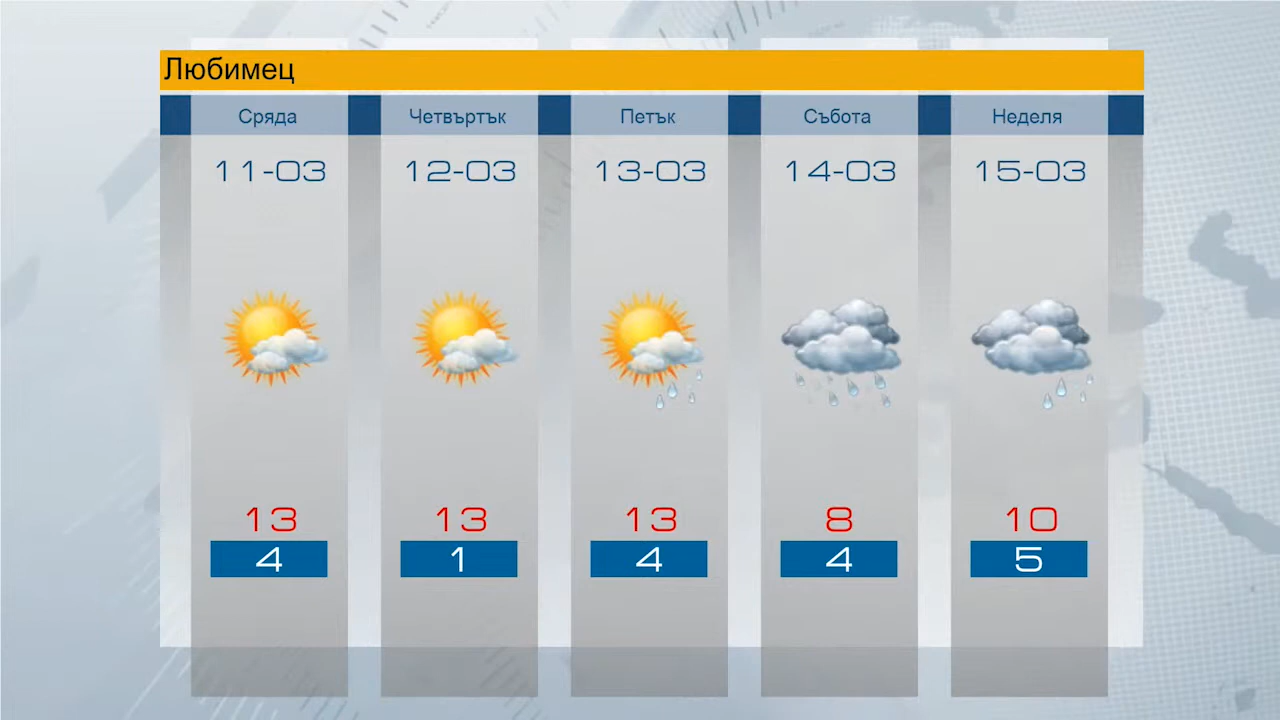 Любимец
Сряда Четвъртък Петък Събота Неделя
11-03 12-03 13-03 14-03 15-03
13 13 13 8 10
4 1 4 4 5